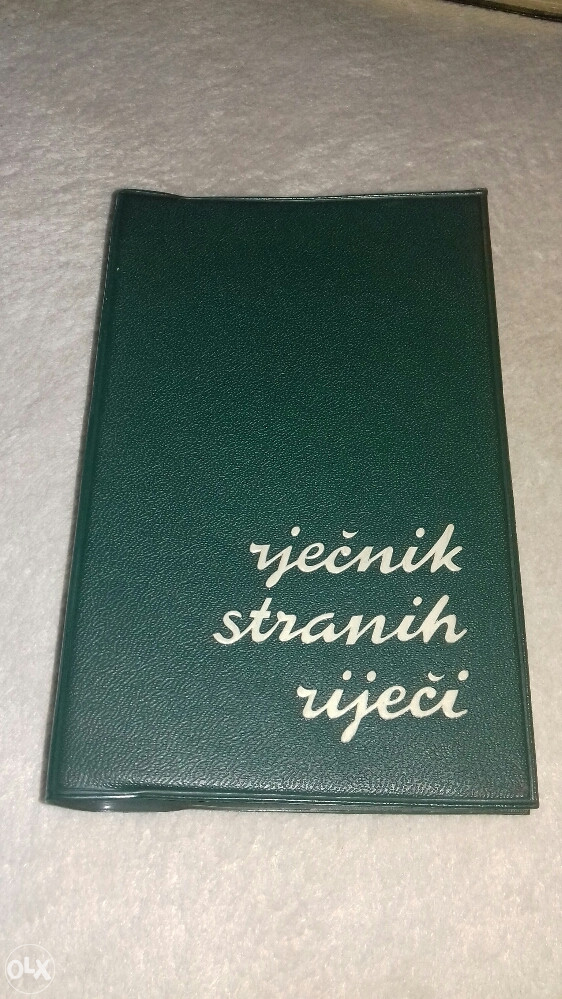 rječnik
stranih
riječi
OLX